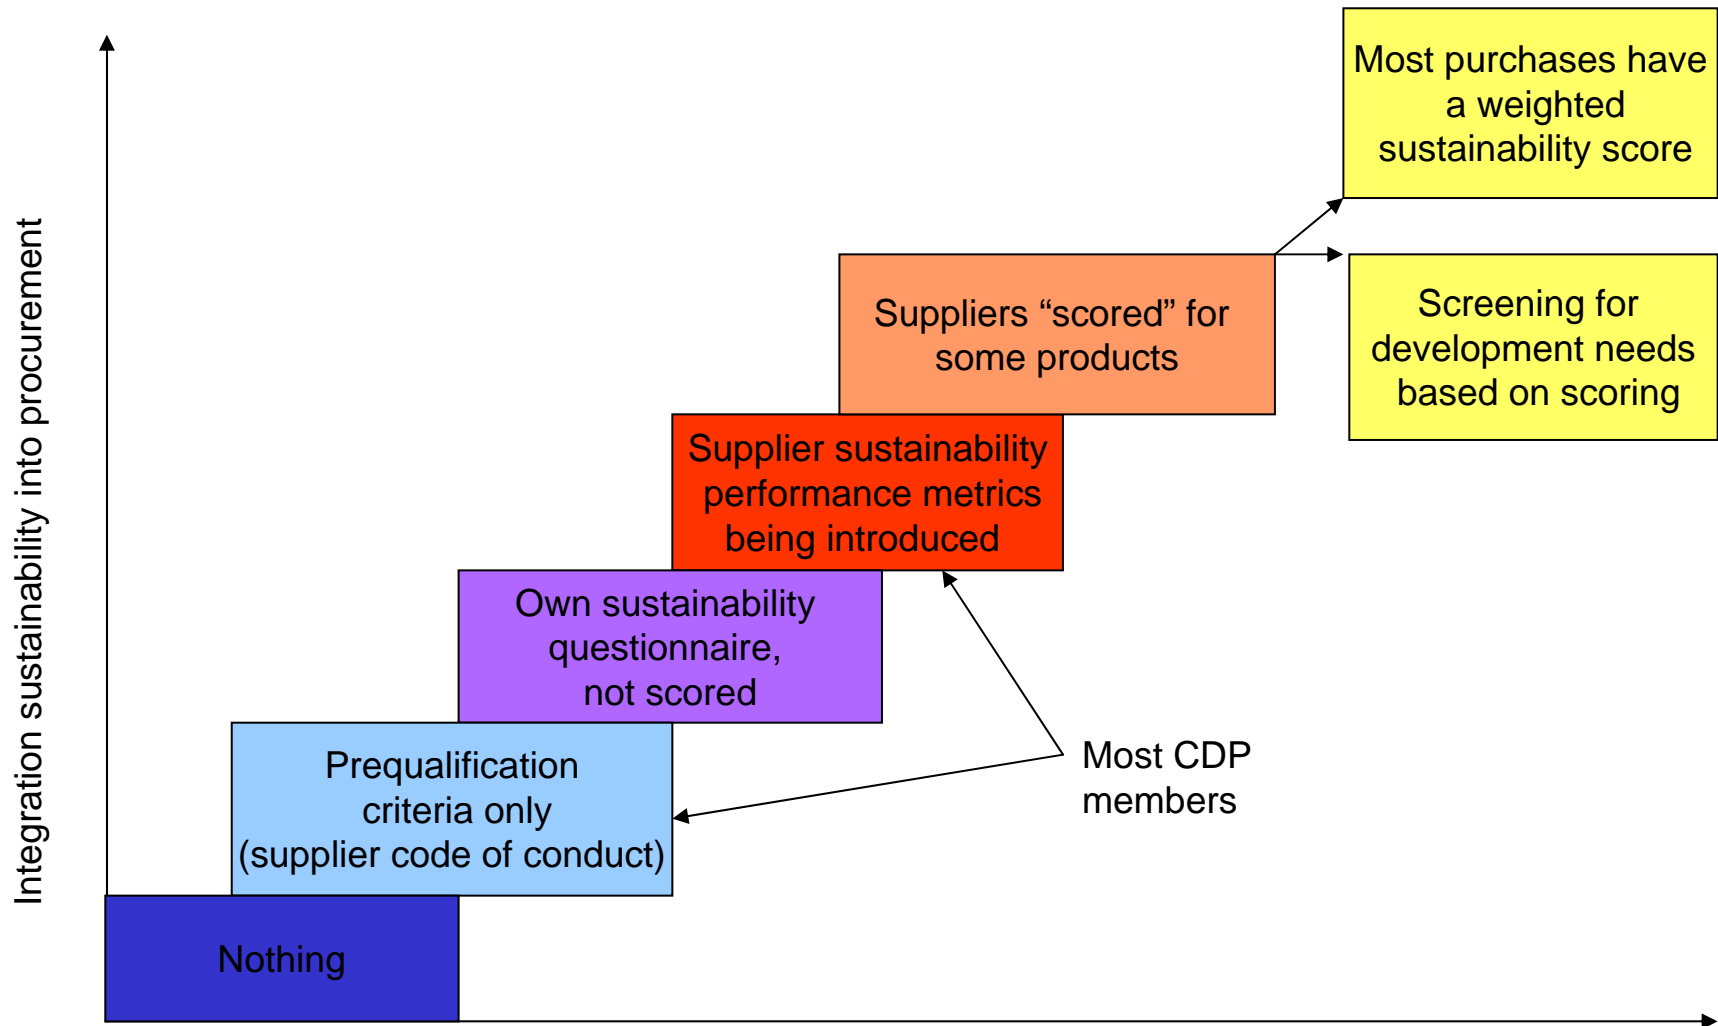 Integration sustainability into procurement
Most purchases have
a weighted
sustainability score
Screening for
development needs
based on scoring
Suppliers “scored” for
some products
Supplier sustainability
performance metrics
being introduced
Own sustainability
questionnaire,
not scored
Most CDP
members
Prequalification
criteria only
(supplier code of conduct)
Nothing